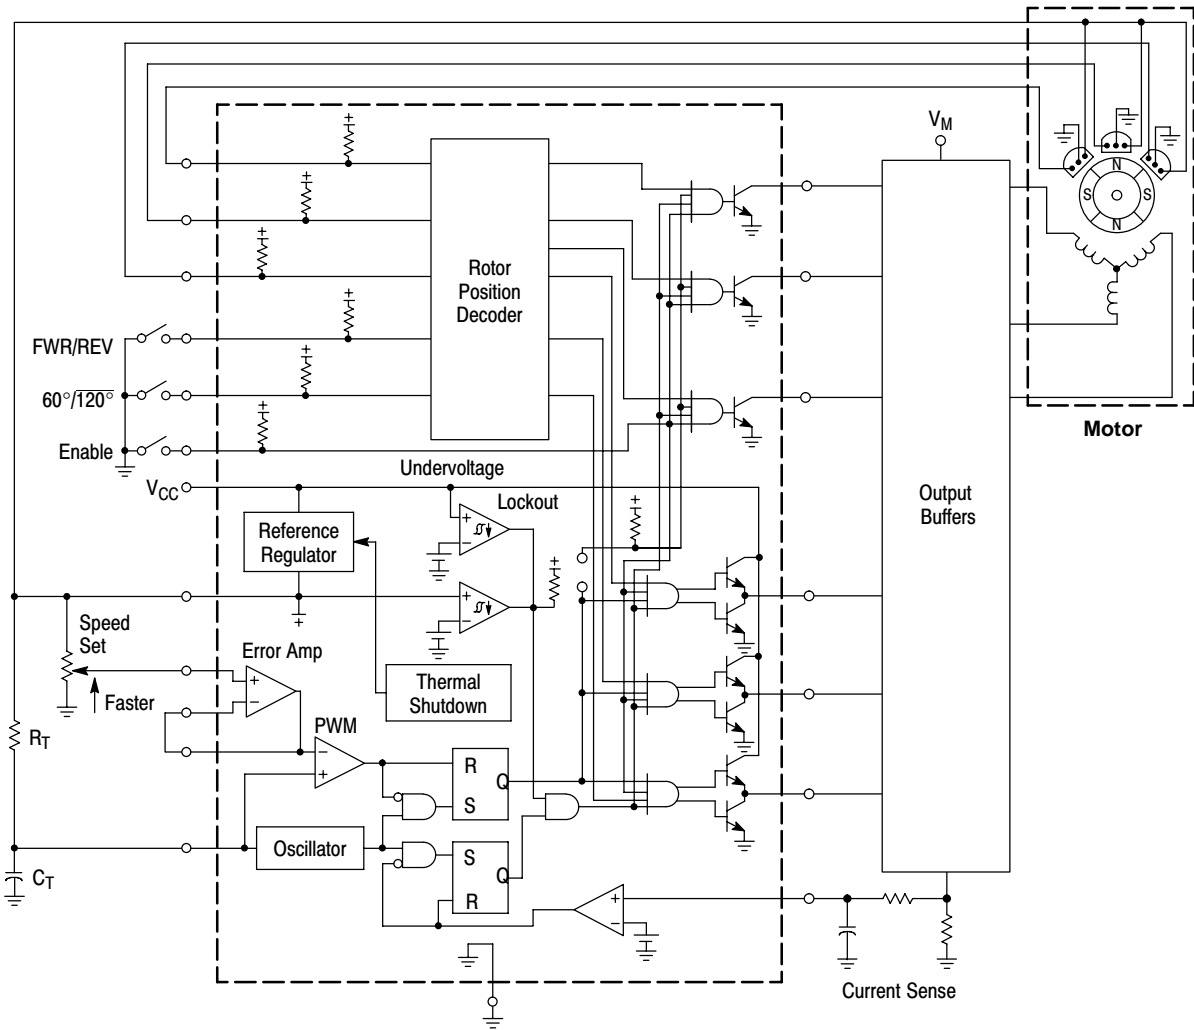 V_M
N
S
S
N
Motor
Rotor
Position
Decoder
FWR/REV
60°/120°
Enable
V_CC
Undervoltage
Lockout
Reference
Regulator
Output
Buffers
Speed
Set
Faster
Error Amp
Thermal
Shutdown
R_T
PWM
R
Q
S
Oscillator
S
Q
R
C_T
Current Sense